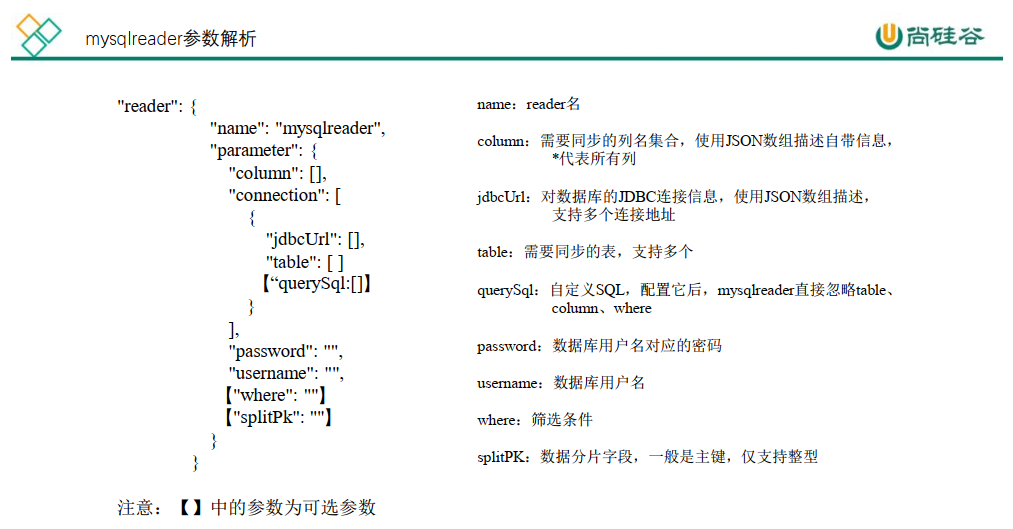 mysqlreader参数解析
尚硅谷
"reader": {
"name": "mysqlreader",
"parameter": {
"column": [],
"connection": [
{
"jdbcUrl": [],
"table": [ ]
【“querySql:[]】
}
],
"password": "",
"username": "",
【"where": ""】
【"splitPk": ""】
}
}
注意：【 】中的参数为可选参数
name：reader名
column：需要同步的列名集合，使用JSON数组描述自带信息，
*代表所有列
jdbcUrl：对数据库的JDBC连接信息，使用JSON数组描述，
支持多个连接地址
table：需要同步的表，支持多个
querySql：自定义SQL，配置它后，mysqlreader直接忽略table、
column、where
password：数据库用户名对应的密码
username：数据库用户名
where：筛选条件
splitPK：数据分片字段，一般是主键，仅支持整型